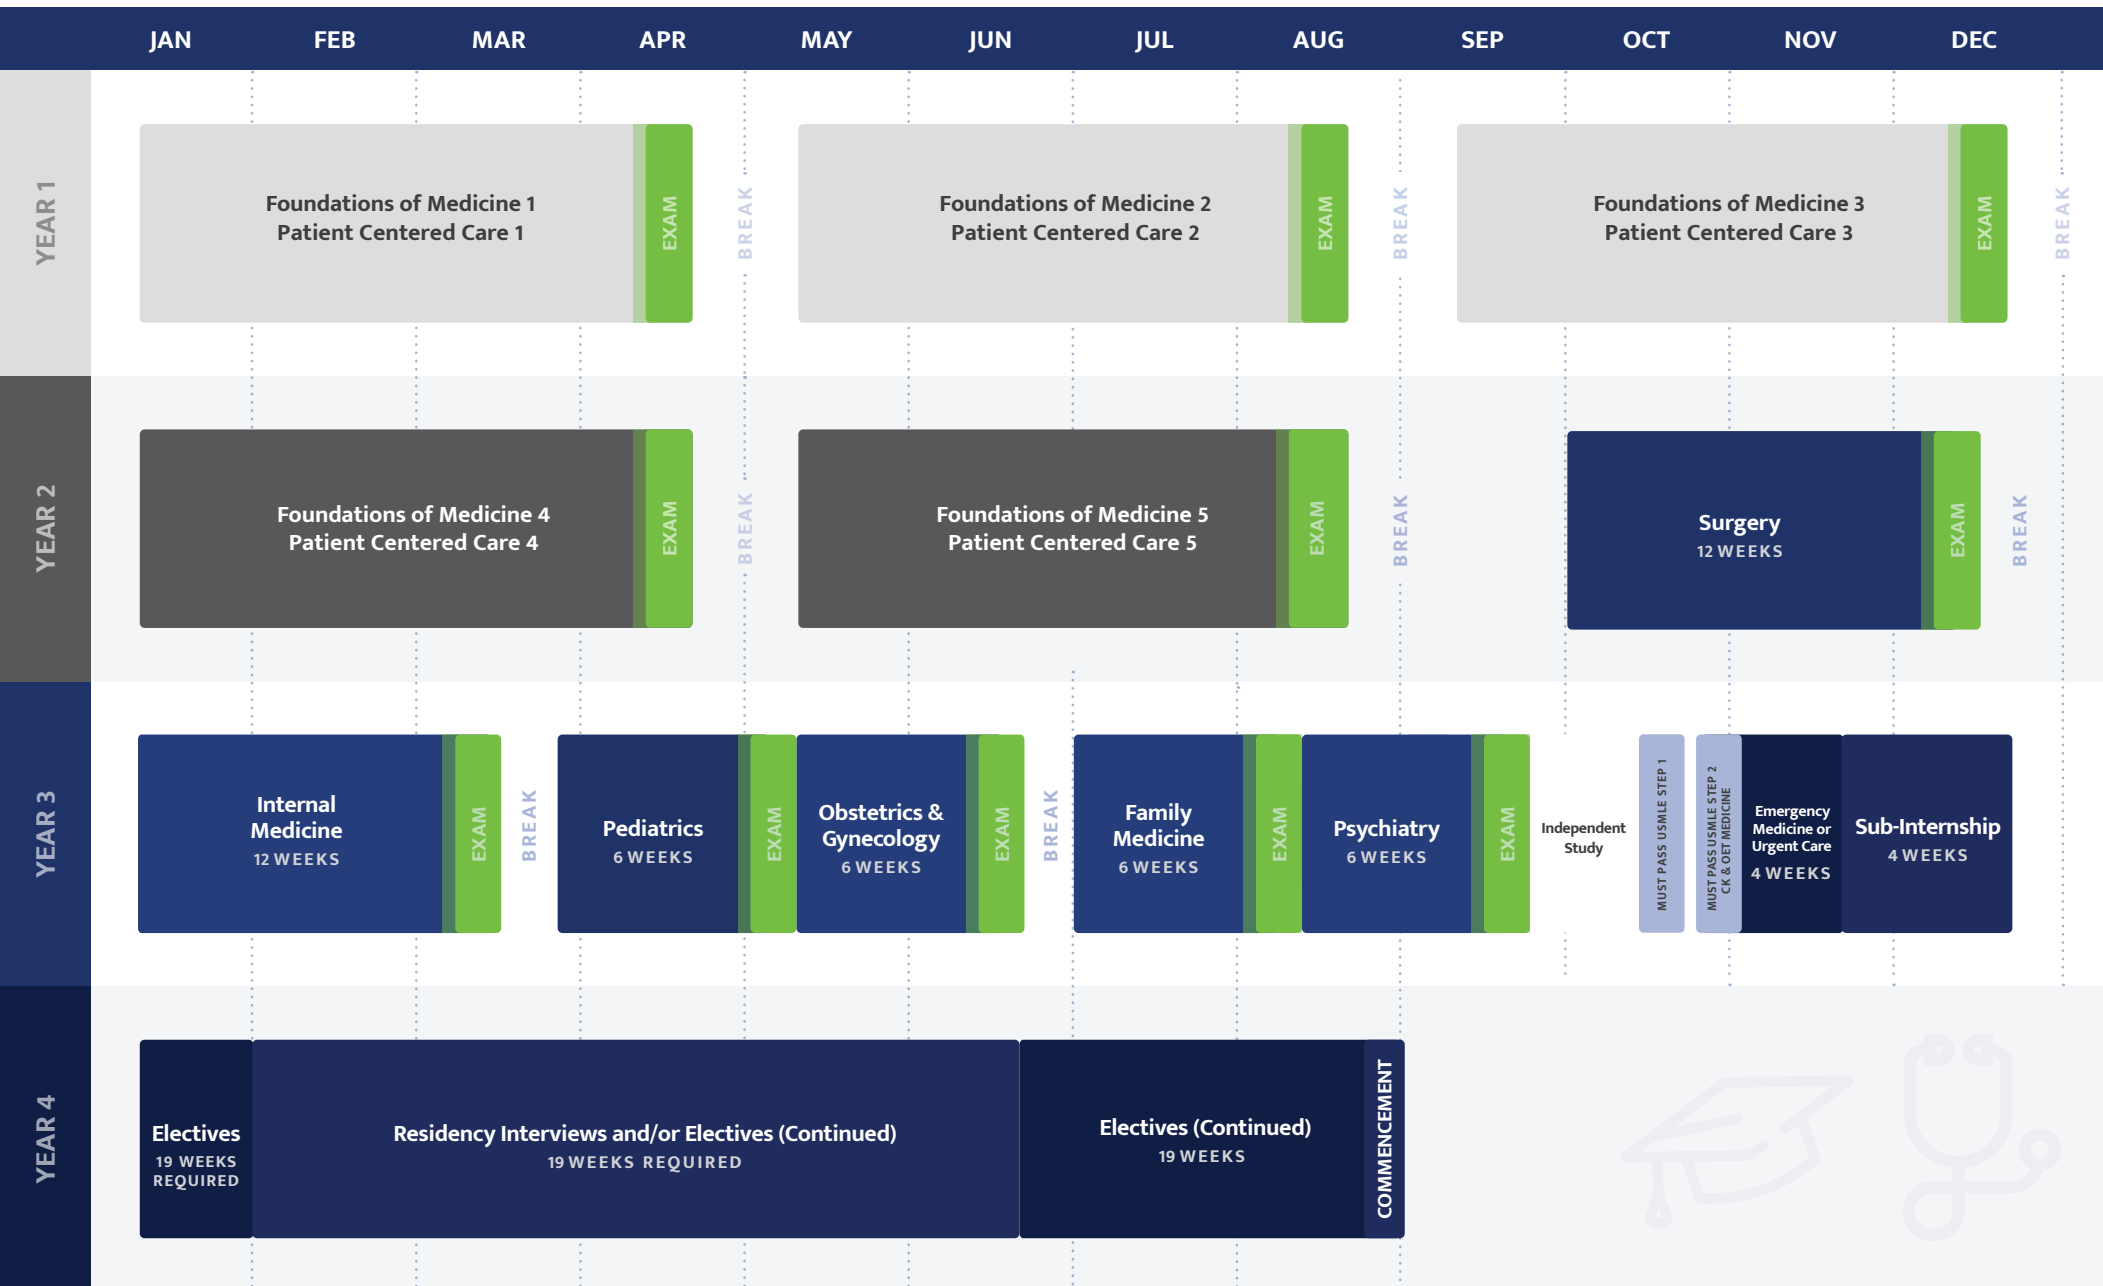 JAN FEB MAR APR MAY JUN JUL AUG SEP OCT NOV DEC
YEAR 1
Foundations of Medicine 1
Patient Centered Care 1
EXAM
BREAK
Foundations of Medicine 2
Patient Centered Care 2
EXAM
BREAK
Foundations of Medicine 3
Patient Centered Care 3
EXAM
BREAK
YEAR 2
Foundations of Medicine 4
Patient Centered Care 4
EXAM
BREAK
Foundations of Medicine 5
Patient Centered Care 5
EXAM
BREAK
Surgery
12 WEEKS
EXAM
BREAK
YEAR 3
Internal
Medicine
12 WEEKS
EXAM
BREAK
Pediatrics
6 WEEKS
EXAM
Obstetrics &
Gynecology
6 WEEKS
EXAM
BREAK
Family
Medicine
6 WEEKS
EXAM
Psychiatry
6 WEEKS
EXAM
Independent
Study
MUST PASS USMLE STEP 1
MUST PASS USMLE STEP 2
CK & OET MEDICINE
Emergency
Medicine or
Urgent Care
4 WEEKS
Sub-Internship
4 WEEKS
YEAR 4
Electives
19 WEEKS
REQUIRED
Residency Interviews and/or Electives (Continued)
19 WEEKS REQUIRED
Electives (Continued)
19 WEEKS
COMMENCEMENT